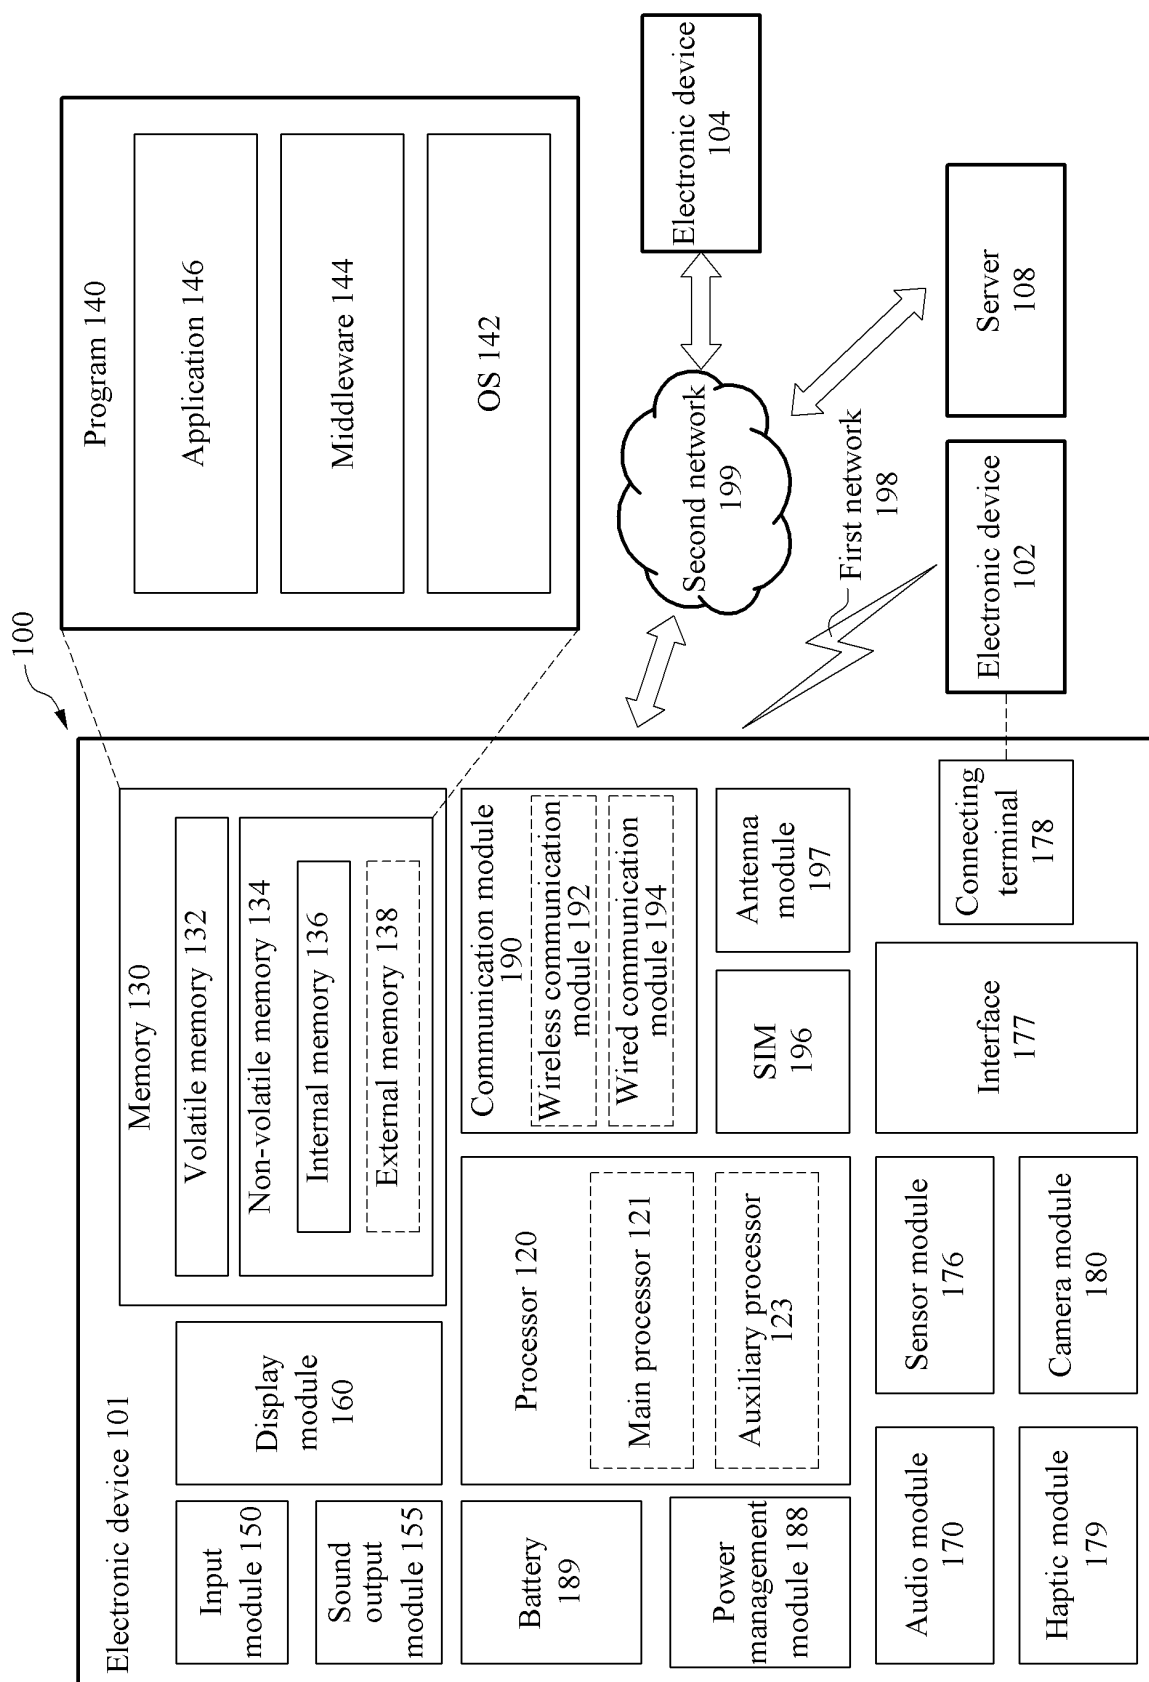 100
Electronic device 101
Input
module 150
Sound
output
module 155
Display
module
160
Memory 130
Volatile memory 132
Non-volatile memory 134
Internal memory 136
External memory 138
Program 140
Application 146
Middleware 144
OS 142
Battery
189
Power
management
module 188
Processor 120
Main processor 121
Auxiliary processor
123
Communication module
190
Wireless communication
module 192
Wired communication
module 194
SIM
196
Antenna
module
197
Second network
199
Electronic device
104
First network
198
Audio module
170
Sensor module
176
Interface
177
Connecting
terminal
178
Haptic module
179
Camera module
180
Electronic device
102
Server
108